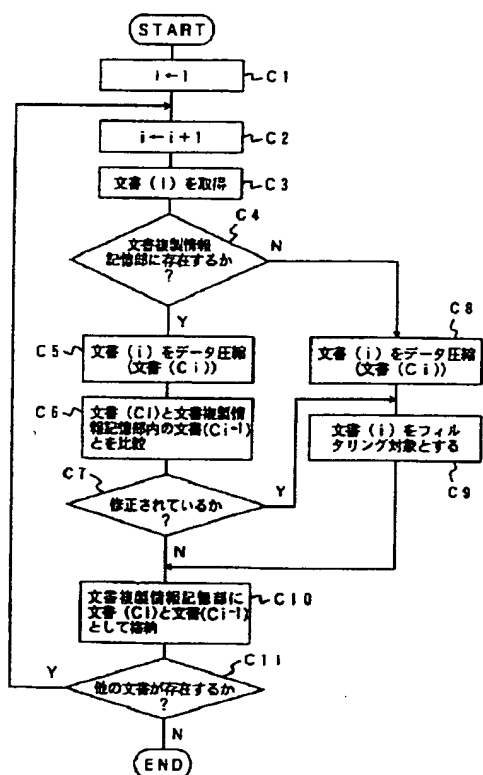 START
i←1
C1
i←i+1
C2
文書(i)を取得
C3
C4
文書複製情報
記憶部に存在するか
?
N
Y
C5
文書(i)をデータ圧縮
(文書(Ci))
C8
文書(i)をデータ圧縮
(文書(Ci))
C6
文書(Ci)と文書複製情
報記憶部内の文書(Ci-1)
とを比較
文書(i)をフィル
タリング対象とする
C9
C7
修正されているか
?
Y
N
文書複製情報記憶部に
文書(Ci)と文書(Ci-1)
として格納
C10
C11
他の文書が存在するか
?
Y
N
END